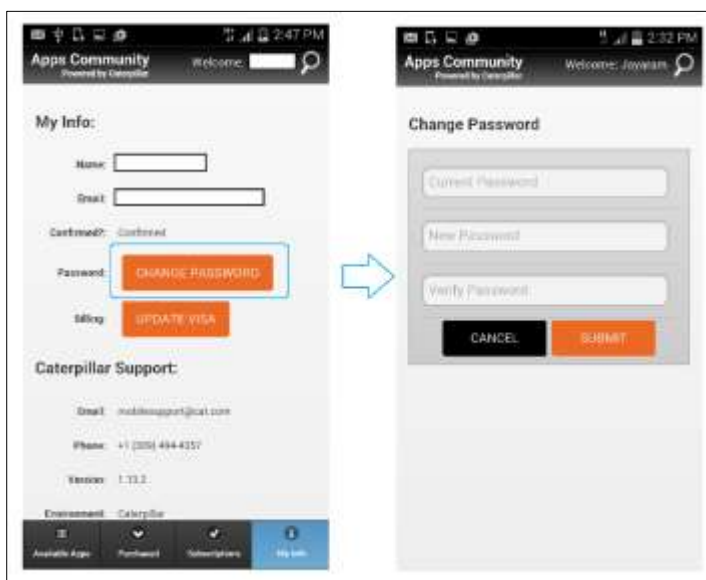 2:47 PM
Apps Community
Powered by Caterpillar
Welcome:
My Info:
Name:
Email:
Confirmed?: Confirmed
Password: CHANGE PASSWORD
Billing: UPDATE VISA
Caterpillar Support:
Email: mobilesupport@cat.com
Phone:
Version: 1.13.2
Environment: Caterpillar
Available Apps
Purchased
Subscriptions
My Info
2:32 PM
Apps Community
Powered by Caterpillar
Welcome: Jayaram
Change Password
Current Password
New Password
Verify Password
CANCEL
SUBMIT